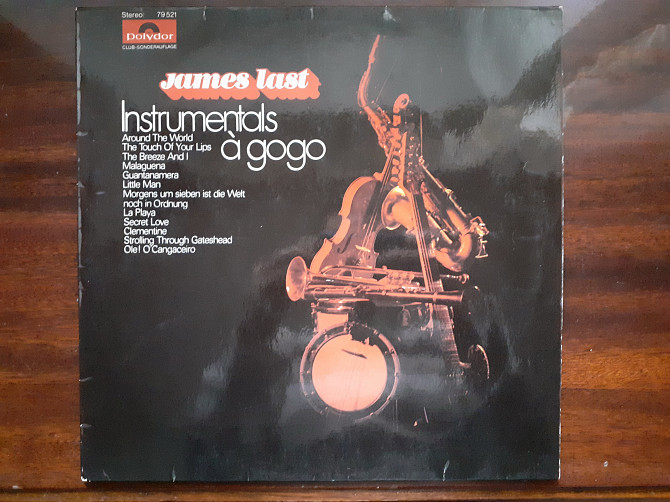 Stereo 79 521
Polydor
CLUB-SONDERAUFLAGE
James Last
Instrumentals
à gogo
Around The World
The Touch Of Your Lips
The Breeze And I
Malaguena
Guantanamera
Little Man
Morgens um sieben ist die Welt
noch in Ordnung
La Playa
Secret Love
Clementine
Strolling Through Gateshead
Ole! O'Cangaceiro